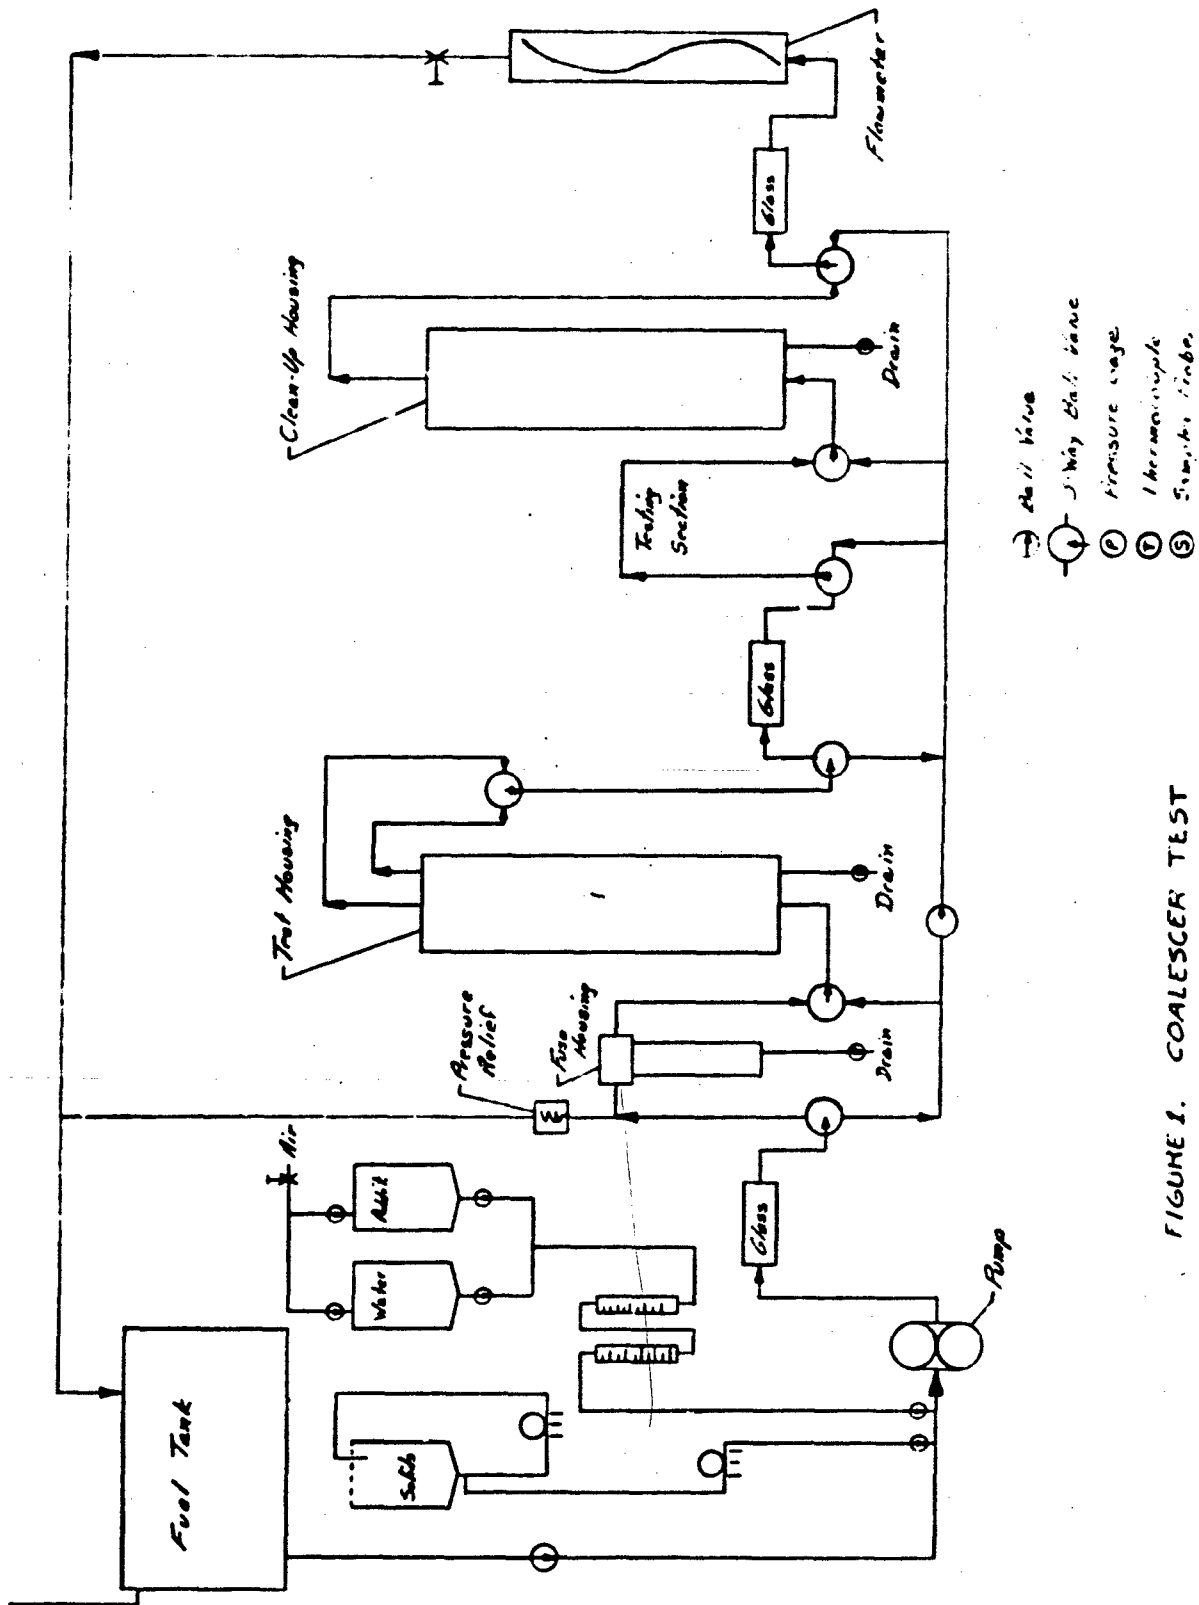 Fuel Tank
Solids
Water
Additi
Air
Pressure
Relief
Fuse
Housing
Test Housing
Clean-Up Housing
Testing
Section
Glass
Glass
Glass
Drain
Drain
Drain
Pump
Flowmeter
Ball Valve
3-Way Ball Valve
P Pressure Gage
T Thermocouple
S
FIGURE 1. COALESCER TEST